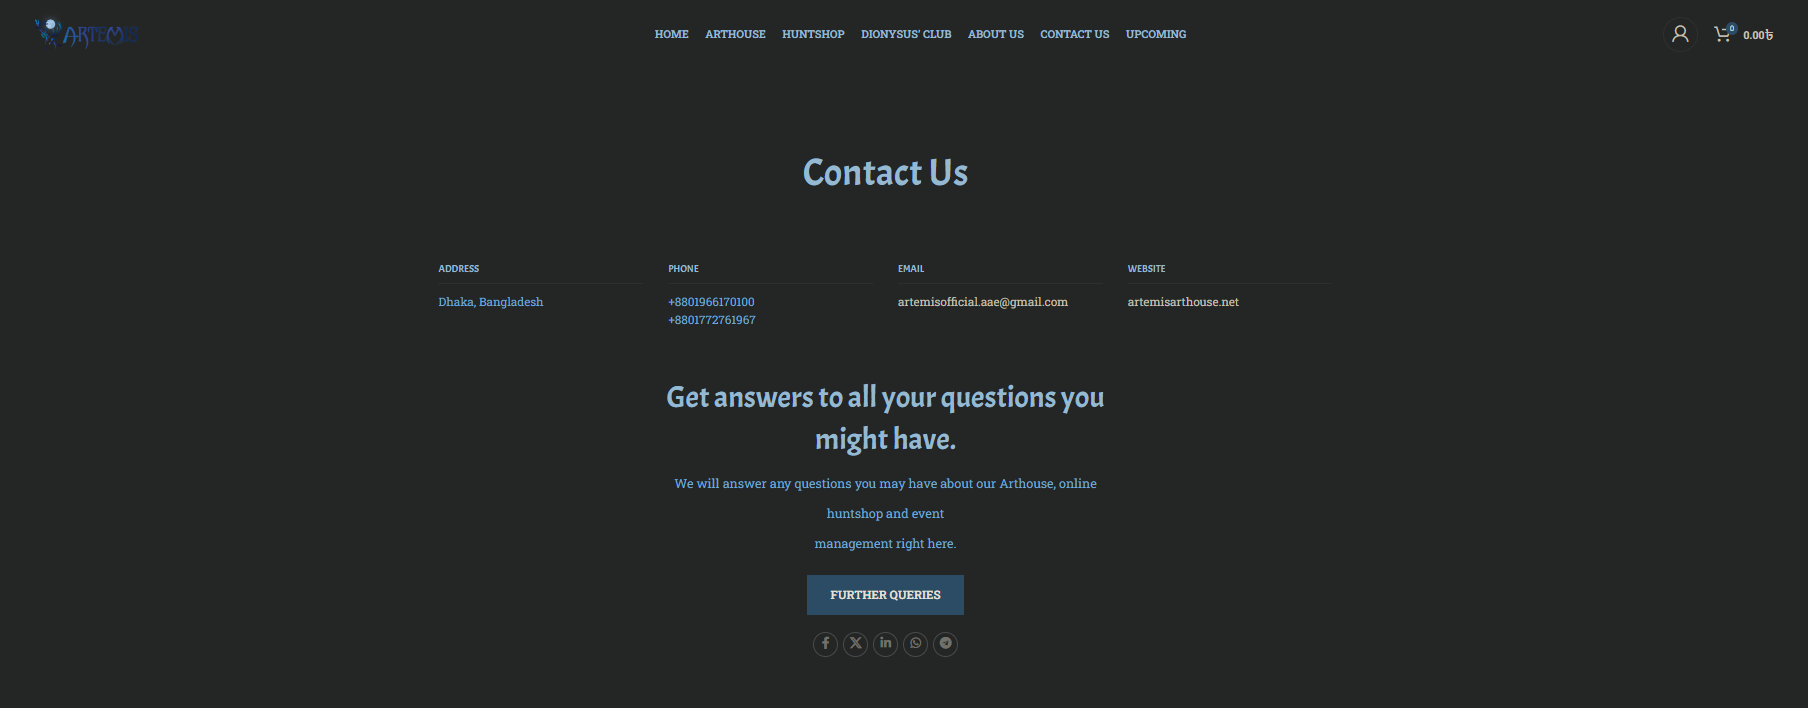 ARTEMIS
HOME ARTHOUSE HUNTSHOP DIONYSUS' CLUB ABOUT US CONTACT US UPCOMING
0
0.00৳
Contact Us
ADDRESS
Dhaka, Bangladesh
PHONE
+8801966170100
+8801772761967
EMAIL
artemisofficial.aae@gmail.com
WEBSITE
artemisarthouse.net
Get answers to all your questions you
might have.
We will answer any questions you may have about our Arthouse, online
huntshop and event
management right here.
FURTHER QUERIES